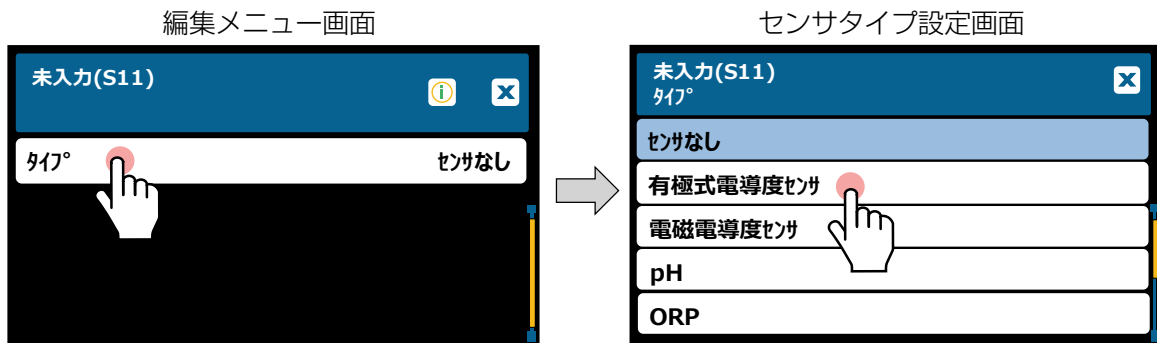 編集メニュー画面
未入力(S11)
ⓘ X
ﾀｲﾌﾟ ｾﾝｻなし
センサタイプ設定画面
未入力(S11)
X
ﾀｲﾌﾟ
ｾﾝｻなし
有極式電導度ｾﾝｻ
電磁電導度ｾﾝｻ
pH
ORP